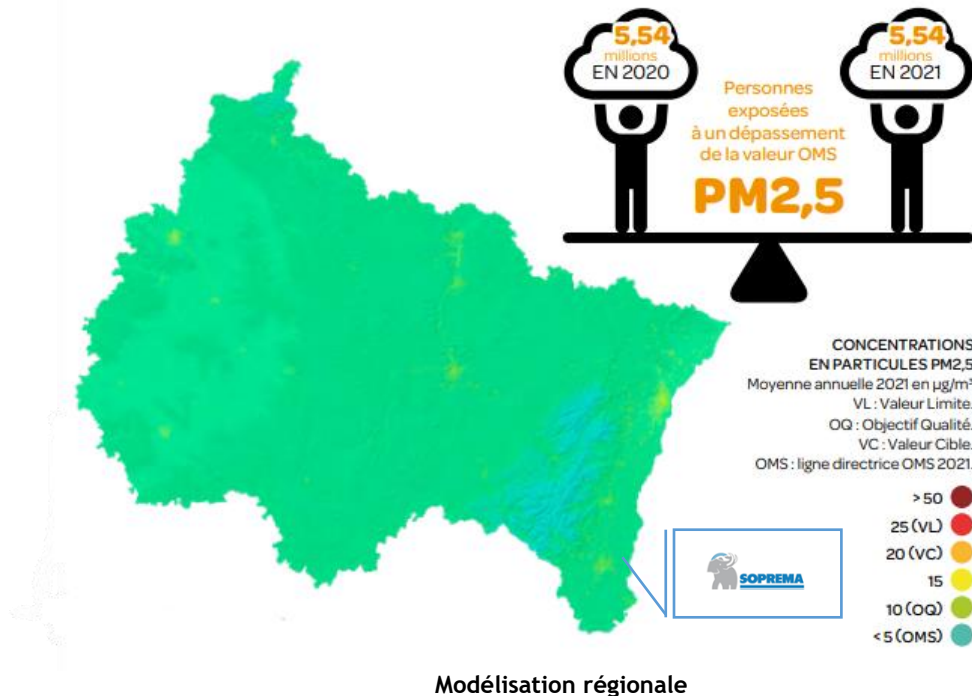 5,54
millions
EN 2020
5,54
millions
EN 2021
Personnes
exposées
à un dépassement
de la valeur OMS
PM2,5
CONCENTRATIONS
EN PARTICULES PM2,5
Moyenne annuelle 2021 en µg/m³
VL : Valeur Limite.
OQ : Objectif Qualité.
VC : Valeur Cible.
OMS : ligne directrice OMS 2021.
> 50
25 (VL)
20 (VC)
15
10 (OQ)
< 5 (OMS)
SOPREMA
Modélisation régionale